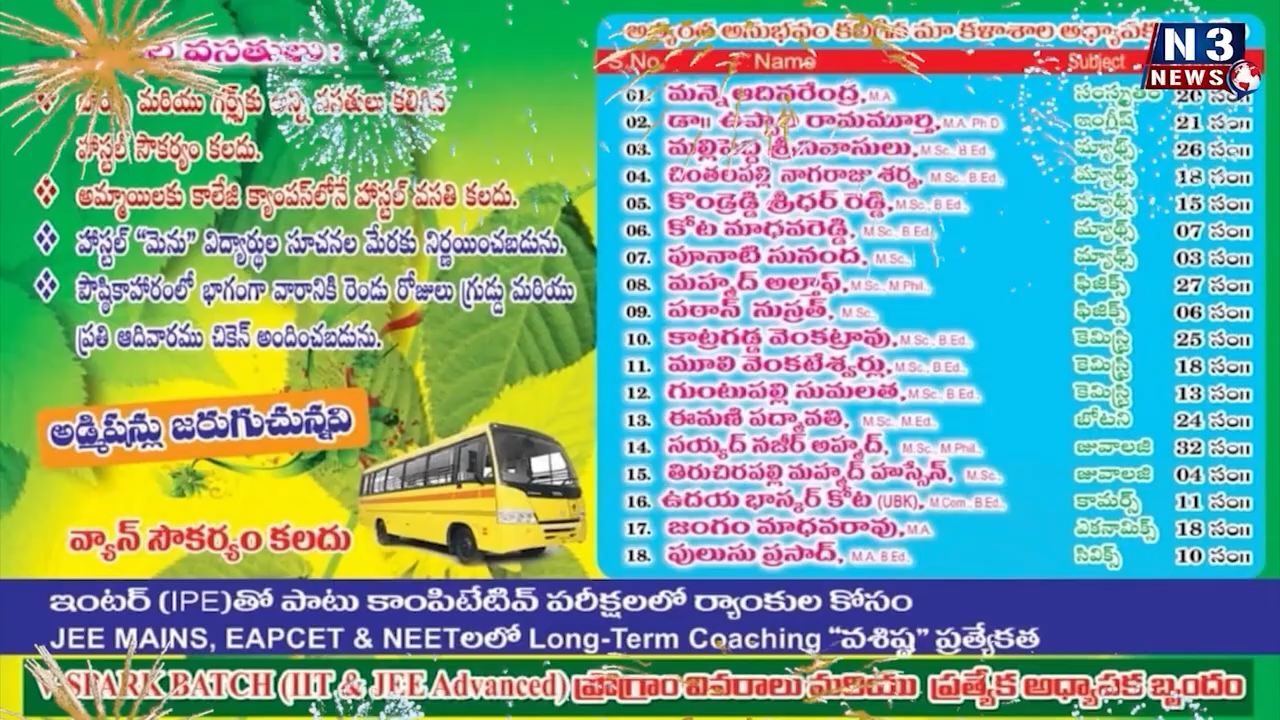 వసతులు :
మరియు గర్ల్స్‌కు అన్ని వసతులు కలిగిన
హాస్టల్ సౌకర్యం కలదు.
అమ్మాయిలకు కాలేజి క్యాంపస్‌లోనే హాస్టల్ వసతి కలదు.
హాస్టల్ “మెను” విద్యార్థుల సూచనల మేరకు నిర్ణయించబడును.
పౌష్ఠికాహారంలో భాగంగా వారానికి రెండు రోజులు గ్రుడ్డు మరియు
ప్రతి ఆదివారము చికెన్ అందించబడును.
అడ్మిషన్లు జరుగుచున్నవి
వ్యాన్ సౌకర్యం కలదు
అత్యంత అనుభవం కలిగిన మా కళాశాల
S.No. Name Subject
01. మన్నె ఆదినరేంద్ర, M.A. సంస్కృతం 20 సం॥
02. డా॥ రామమూర్తి, M.A. Ph.D ఇంగ్లీష్ 21 సం॥
03. మల్లిపెద్ది శ్రీనివాసులు, M.Sc., B.Ed. మ్యాథ్స్ 26 సం॥
04. చింతలపల్లి నాగరాజు శర్మ, M.Sc., B.Ed., మ్యాథ్స్ 18 సం॥
05. కొండ్రెడ్డి శ్రీధర్ రెడ్డి, M.Sc., B.Ed., మ్యాథ్స్ 15 సం॥
06. కోట మాధవరెడ్డి, M.Sc., B.Ed., మ్యాథ్స్ 07 సం॥
07. పూనాటి సునంద, M.Sc., మ్యాథ్స్ 03 సం॥
08. మహ్మద్ అల్తాఫ్, M.Sc., M.Phil., ఫిజిక్స్ 27 సం॥
09. పఠాన్ నుస్రత్, M.Sc., ఫిజిక్స్ 06 సం॥
10. కాట్రగడ్డ వెంకట్రావు, M.Sc., B.Ed., కెమిస్ట్రి 25 సం॥
11. మూలి వెంకటేశ్వర్లు, M.Sc., B.Ed., కెమిస్ట్రి 18 సం॥
12. గుంటుపల్లి సుమలత, M.Sc., B.Ed., కెమిస్ట్రి 13 సం॥
13. ఈమణి పద్మావతి, M.Sc., M.Ed., బోటని 24 సం॥
14. సయ్యద్ నజీర్ అహ్మద్, M.Sc., M.Phil., జువాలజి 32 సం॥
15. తిరుచిరపల్లి మహ్మద్ హుస్సేన్, M.Sc., జువాలజి 04 సం॥
16. ఉదయ భాస్కర్ కోట (UBK), M.Com., B.Ed., కామర్స్ 11 సం॥
17. జంగం మాధవరావు, M.A. ఎకనామిక్స్ 18 సం॥
18. పులుసు ప్రసాద్, M.A. B.Ed. సివిక్స్ 10 సం॥
N3
NEWS
ఇంటర్ (IPE)తో పాటు కాంపిటేటివ్ పరీక్షలలో ర్యాంకుల కోసం
JEE MAINS, EAPCET & NEETలలో Long-Term Coaching “వశిష్ఠ” ప్రత్యేకత
V SPARK BATCH (IIT & JEE Advanced) ప్రోగ్రాం వివరాలు మరియు ప్రత్యేక అధ్యాపక బృందం